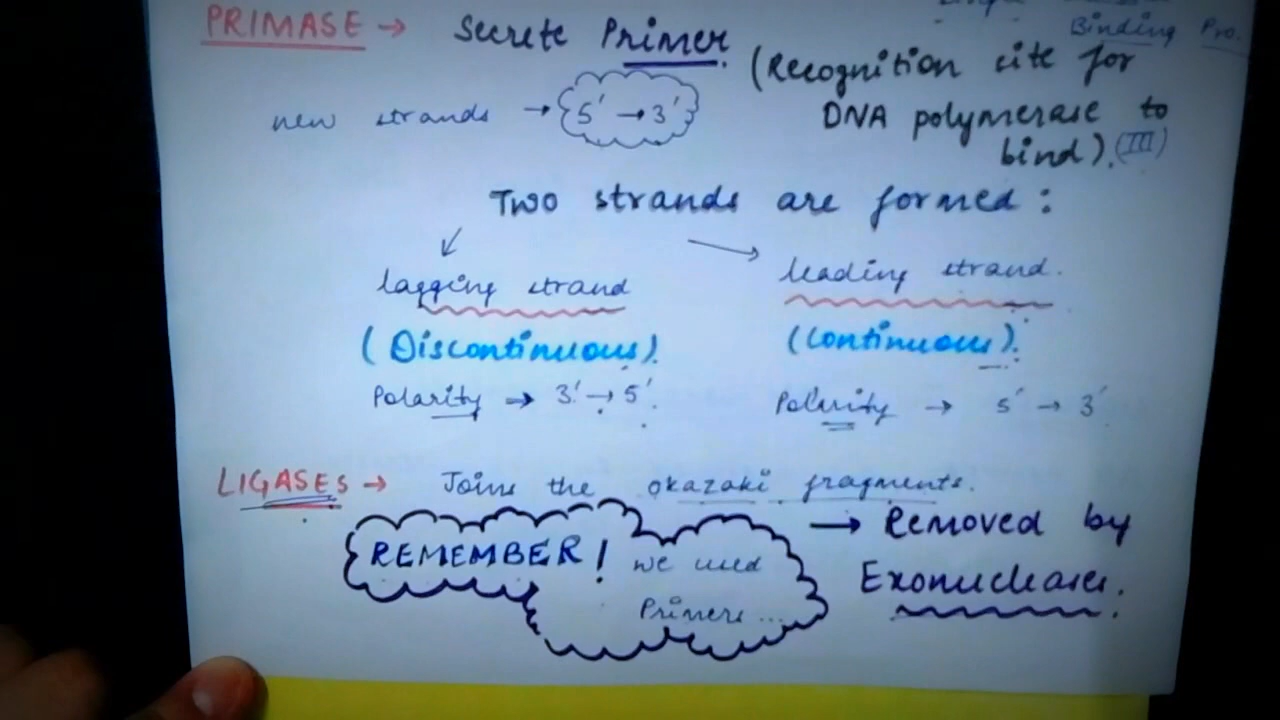 Binding Pro.
PRIMASE → Secrete Primer.
(Recognition site for
DNA polymerase to
bind). (III)
new strands → 5' → 3'
Two strands are formed:
lagging strand
(Discontinuous).
Polarity → 3' → 5'.
leading strand.
(Continuous).
Polarity → 5' → 3'
LIGASES → Joins the okazaki fragments.
REMEMBER! we used
Primers ...
→ Removed by
Exonucleases.